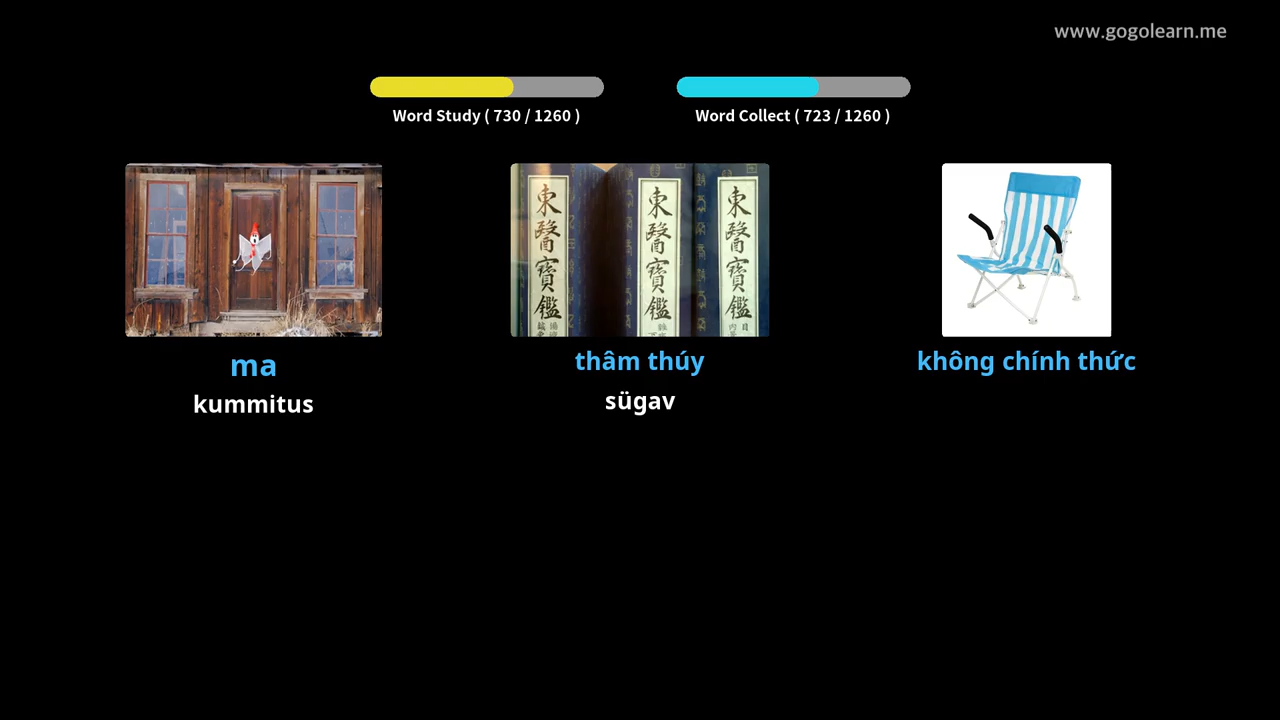 www.gogolearn.me
Word Study ( 730 / 1260 )
Word Collect ( 723 / 1260 )
東醫寶鑑
東醫寶鑑
東醫寶鑑
ma
thâm thúy
không chính thức
kummitus
sügav